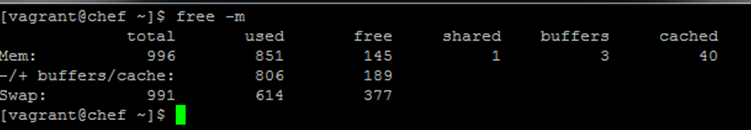 [vagrant@chef ~]$ free -m
total used free shared buffers cached
Mem: 996 851 145 1 3 40
-/+ buffers/cache: 806 189
Swap: 991 614 377
[vagrant@chef ~]$